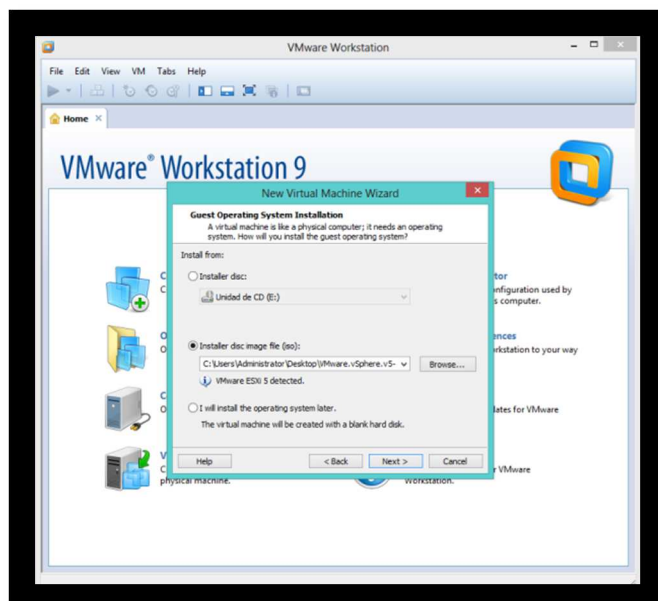 VMware Workstation
File Edit View VM Tabs Help
Home
VMware® Workstation 9
New Virtual Machine Wizard
Guest Operating System Installation
A virtual machine is like a physical computer; it needs an operating
system. How will you install the guest operating system?
Install from:
Installer disc:
Unidad de CD (E:)
Installer disc image file (iso):
C:\Users\Administrator\Desktop\VMware.vSphere.v5-
Browse...
VMware ESXi 5 detected.
I will install the operating system later.
The virtual machine will be created with a blank hard disk.
Help < Back Next > Cancel
tor
nfiguration used by
s computer.
ences
rkstation to your way
lates for VMware
r VMware
physical machine.
Workstation.